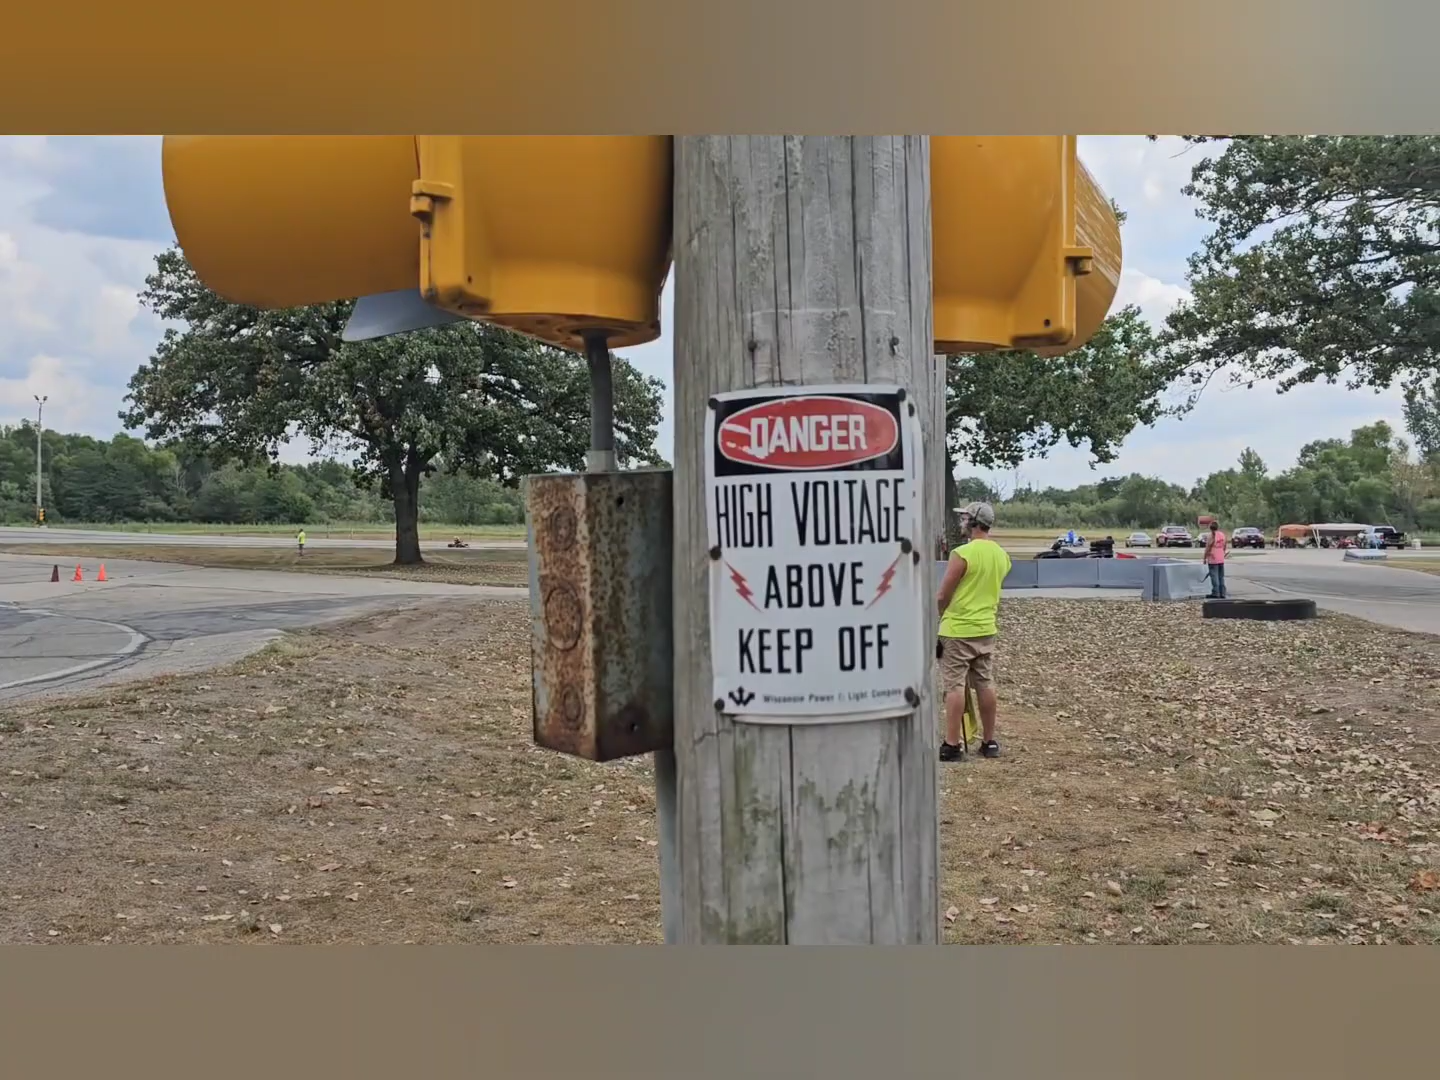 DANGER
HIGH VOLTAGE
ABOVE
KEEP OFF
Wisconsin Power & Light Company